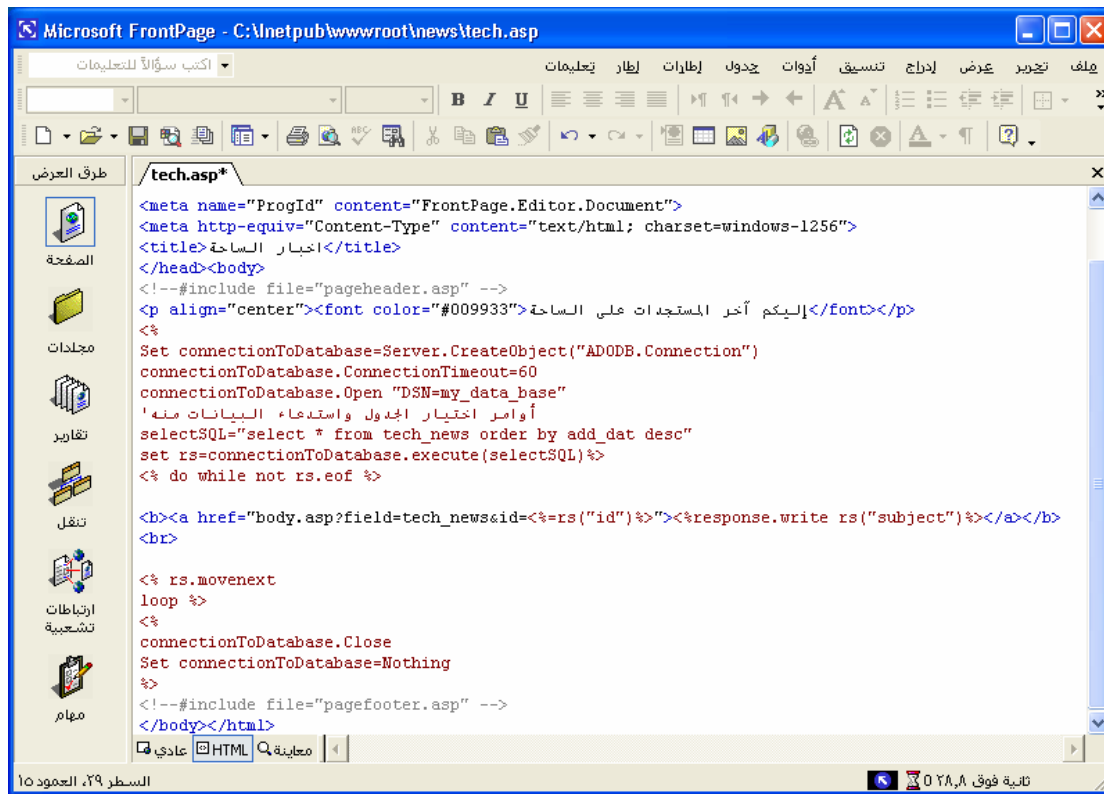 Microsoft FrontPage - C:\Inetpub\wwwroot\news\tech.asp
ملف تحرير عرض إدراج تنسيق أدوات جدول إطارات إطار تعليمات اكتب سؤالاً للتعليمات
طرق العرض
الصفحة
مجلدات
تقارير
تنقل
ارتباطات
تشعبية
مهام
tech.asp*
<meta name="ProgId" content="FrontPage.Editor.Document">
<meta http-equiv="Content-Type" content="text/html; charset=windows-1256">
<title>اخبار الساحة</title>
</head><body>
<!--#include file="pageheader.asp" -->
<p align="center"><font color="#009933">إليكم آخر المستجدات على الساحة</font></p>
<%
Set connectionToDatabase=Server.CreateObject("ADODB.Connection")
connectionToDatabase.ConnectionTimeout=60
connectionToDatabase.Open "DSN=my_data_base"
'أوامر اختيار الجدول واستدعاء البيانات منه
selectSQL="select * from tech_news order by add_dat desc"
set rs=connectionToDatabase.execute(selectSQL)%>
<% do while not rs.eof %>
<b><a href="body.asp?field=tech_news&id=<%=rs("id")%>"><%response.write rs("subject")%></a></b>
<br>
<% rs.movenext
loop %>
<%
connectionToDatabase.Close
Set connectionToDatabase=Nothing
%>
<!--#include file="pagefooter.asp" -->
</body></html>
عادي HTML معاينة
السطر ٢٩، العمود ١٥
٠:٢٨,٨ ثانية فوق